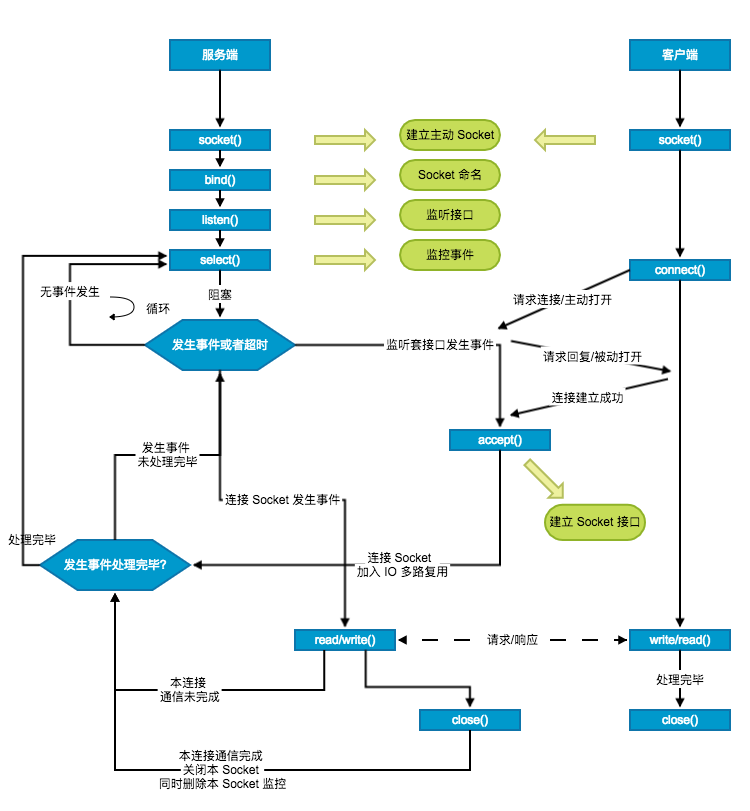 服务端
客户端
socket()
建立主动 Socket
socket()
bind()
Socket 命名
listen()
监听接口
select()
监控事件
connect()
无事件发生
阻塞
循环
请求连接/主动打开
发生事件或者超时
监听套接口发生事件
请求回复/被动打开
连接建立成功
accept()
发生事件
未处理完毕
连接 Socket 发生事件
建立 Socket 接口
处理完毕
发生事件处理完毕?
连接 Socket
加入 IO 多路复用
read/write()
请求/响应
write/read()
本连接
通信未完成
处理完毕
close()
close()
本连接通信完成
关闭本 Socket
同时删除本 Socket 监控